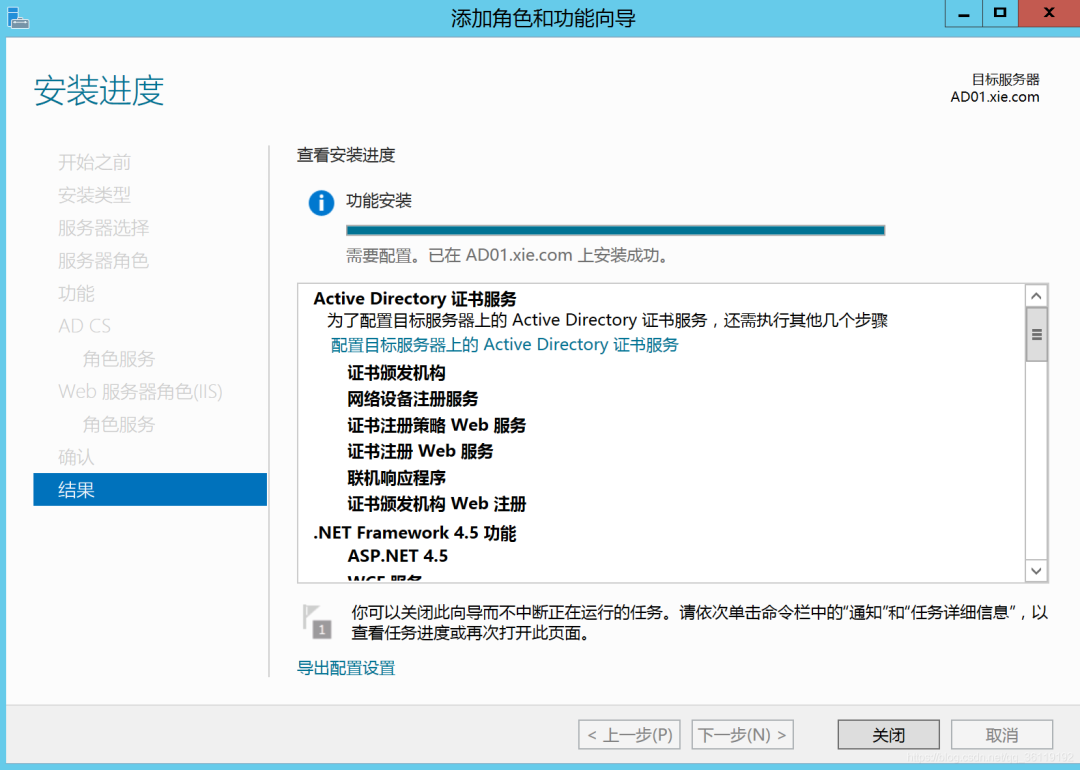 添加角色和功能向导
安装进度
目标服务器
AD01.xie.com
开始之前
安装类型
服务器选择
服务器角色
功能
AD CS
角色服务
Web 服务器角色(IIS)
角色服务
确认
结果
查看安装进度
功能安装
需要配置。已在 AD01.xie.com 上安装成功。
Active Directory 证书服务
为了配置目标服务器上的 Active Directory 证书服务，还需执行其他几个步骤
配置目标服务器上的 Active Directory 证书服务
证书颁发机构
网络设备注册服务
证书注册策略 Web 服务
证书注册 Web 服务
联机响应程序
证书颁发机构 Web 注册
.NET Framework 4.5 功能
ASP.NET 4.5
WCF 服务
1
你可以关闭此向导而不中断正在运行的任务。请依次单击命令栏中的“通知”和“任务详细信息”，以
查看任务进度或再次打开此页面。
导出配置设置
< 上一步(P)
下一步(N) >
关闭
取消